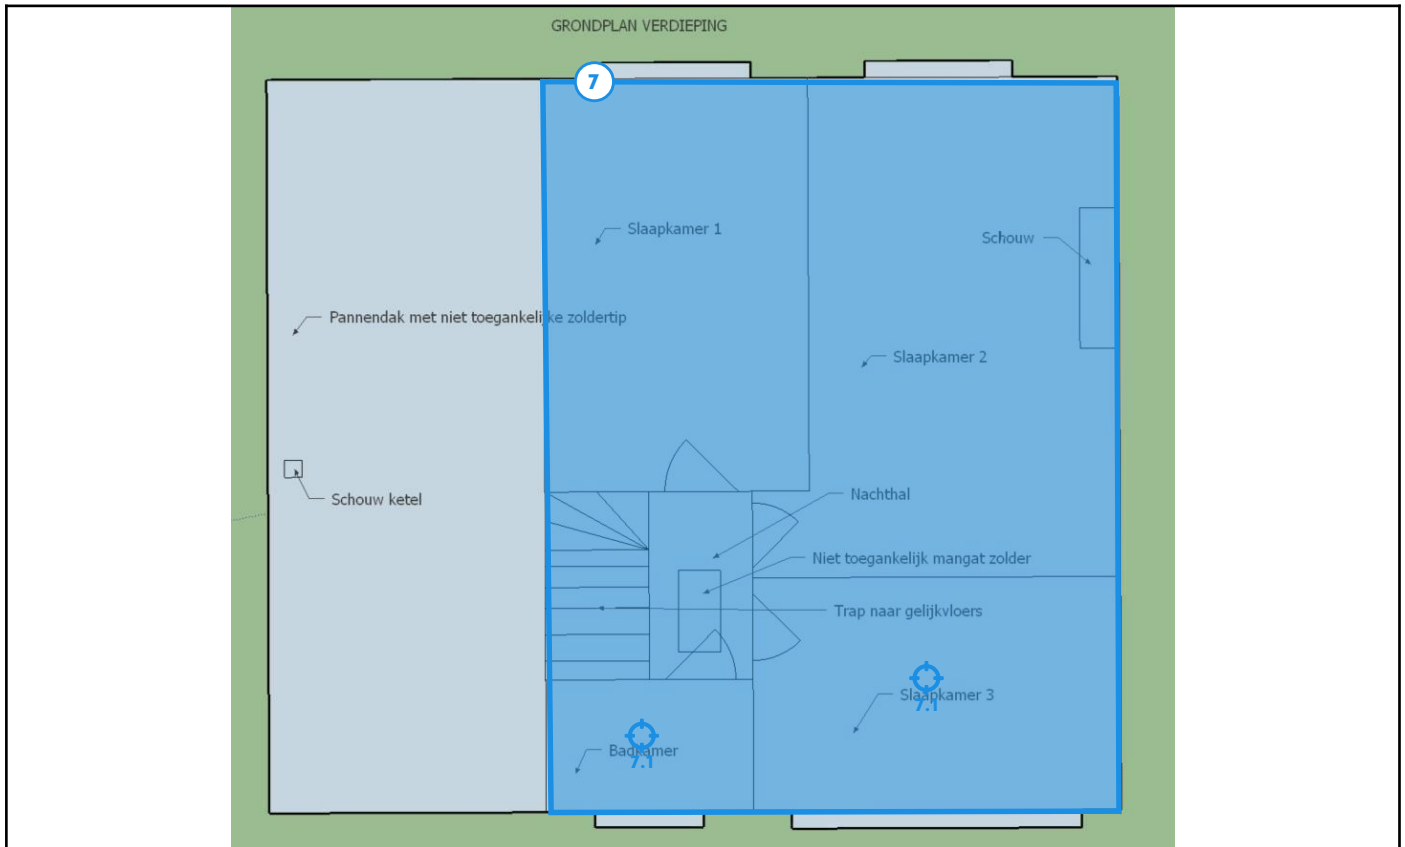 GRONDPLAN VERDIEPING
7
Slaapkamer 1
Schouw
Pannendak met niet toegankelijke zoldertip
Slaapkamer 2
Schouw ketel
Nachthal
Niet toegankelijk mangat zolder
Trap naar gelijkvloers
Slaapkamer 3
7.1
Badkamer
7.1